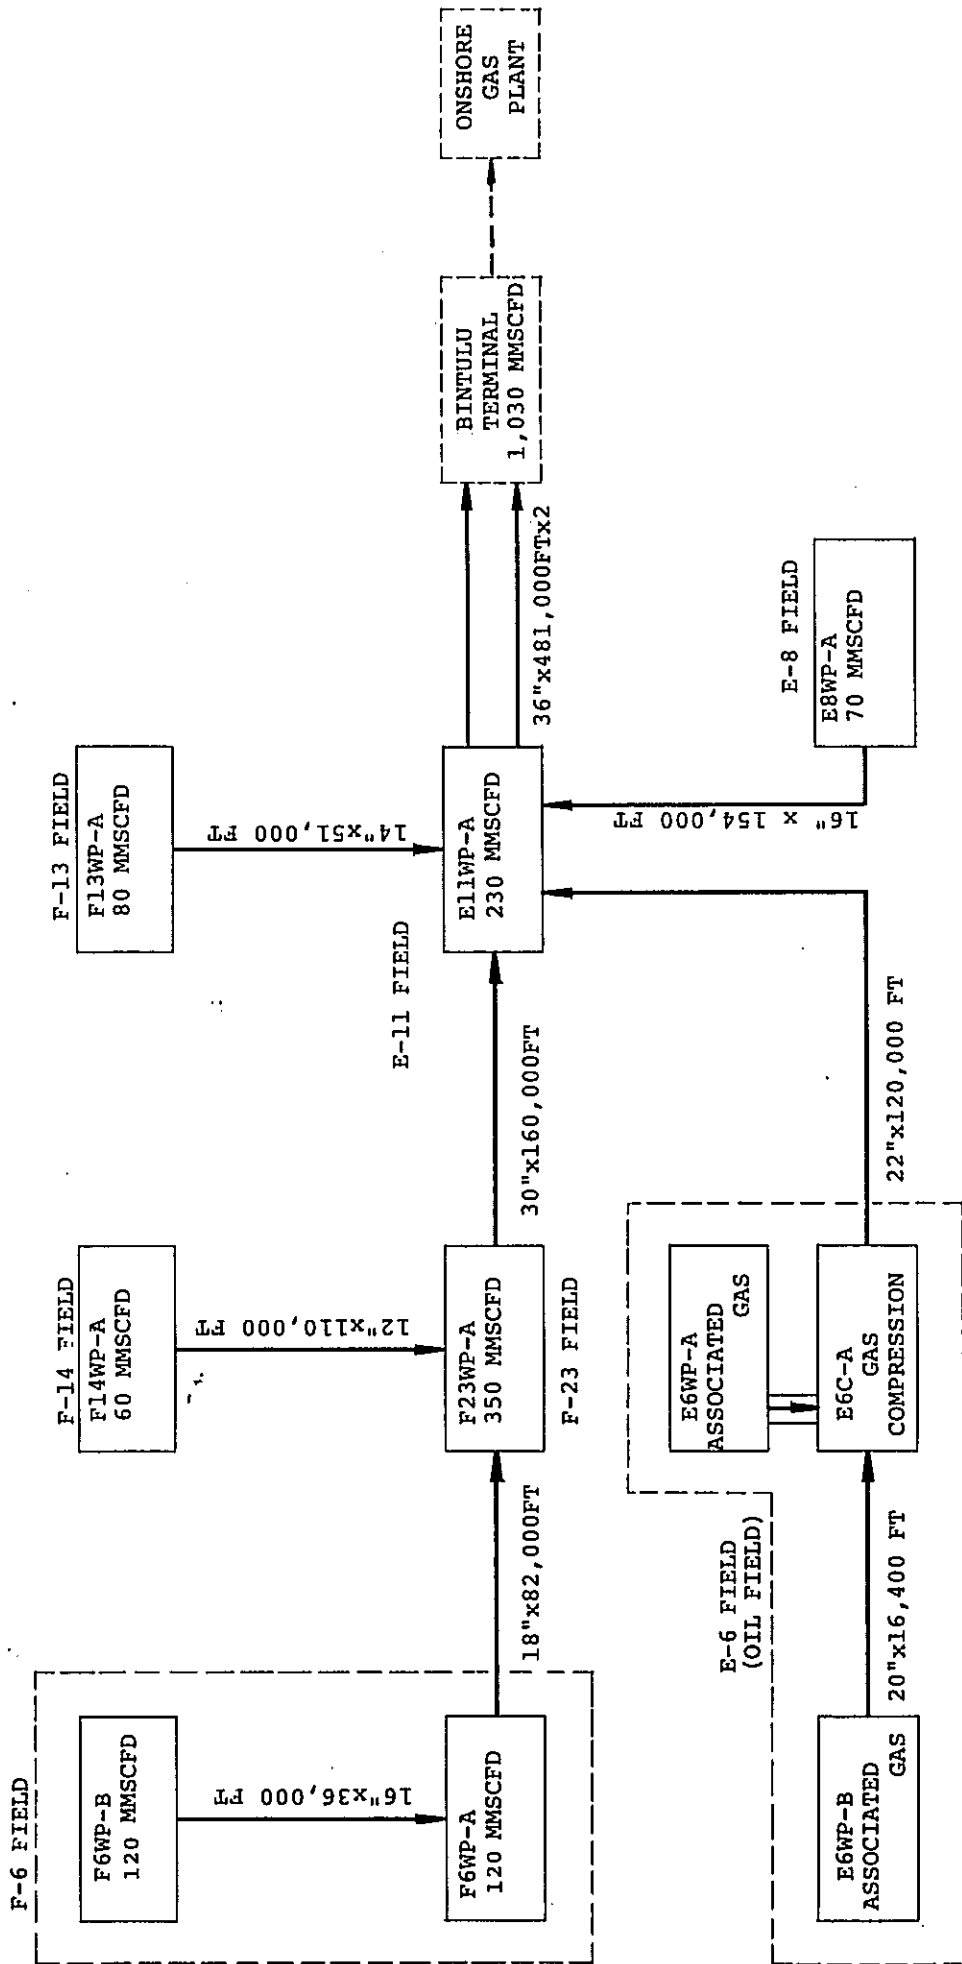 F-6 FIELD
F6WP-B
120 MMSCFD
16"x36,000 FT
F6WP-A
120 MMSCFD
18"x82,000FT
F-14 FIELD
F14WP-A
60 MMSCFD
12"x110,000 FT
F23WP-A
350 MMSCFD
F-23 FIELD
30"x160,000FT
F-13 FIELD
F13WP-A
80 MMSCFD
14"x51,000 FT
E-11 FIELD
E11WP-A
230 MMSCFD
36"x481,000FTx2
BINTULU
TERMINAL
1,030 MMSCFD
ONSHORE
GAS
PLANT
E-6 FIELD
(OIL FIELD)
E6WP-B
ASSOCIATED
GAS
20"x16,400 FT
E6WP-A
ASSOCIATED
GAS
E6C-A
GAS
COMPRESSION
22"x120,000 FT
E-8 FIELD
E8WP-A
70 MMSCFD
16" x 154,000 FT